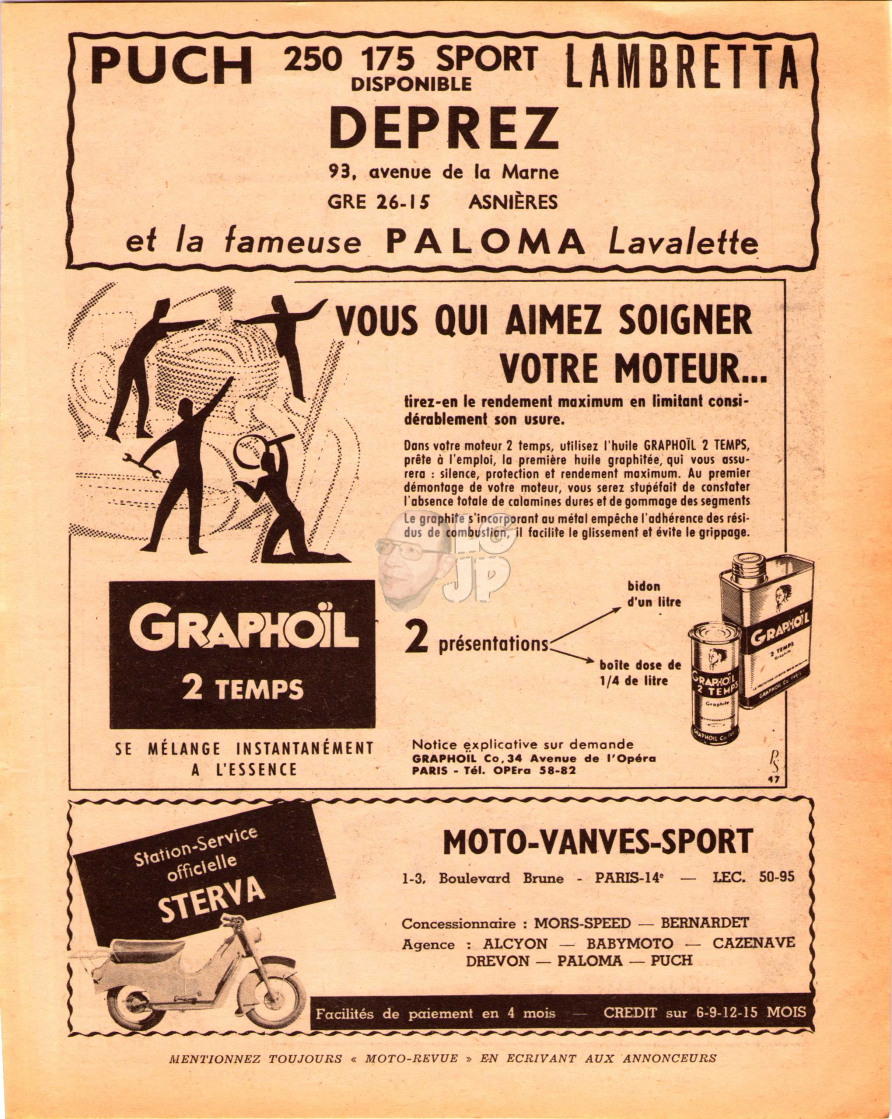 PUCH 250 175 SPORT LAMBRETTA
DISPONIBLE
DEPREZ
93, avenue de la Marne
GRE 26-15 ASNIÈRES
et la fameuse PALOMA Lavalette
VOUS QUI AIMEZ SOIGNER
VOTRE MOTEUR...
tirez-en le rendement maximum en limitant consi-
dérablement son usure.
Dans votre moteur 2 temps, utilisez l'huile GRAPHOÏL 2 TEMPS,
prête à l'emploi, la première huile graphitée, qui vous assu-
rera : silence, protection et rendement maximum. Au premier
démontage de votre moteur, vous serez stupéfait de constater
l'absence totale de calamines dures et de gommage des segments
Le graphite s'incorporant au métal empêche l'adhérence des rési-
dus de combustion, il facilite le glissement et évite le grippage.
LO
JP
GRAPHOÏL
2 TEMPS
SE MÉLANGE INSTANTANÉMENT
A L'ESSENCE
2 présentations
bidon
d'un litre
boîte dose de
1/4 de litre
GRAPHOÏL
2 TEMPS
GRAPHOÏL
2 TEMPS
Graphite
Notice explicative sur demande
GRAPHOÏL Co, 34 Avenue de l'Opéra
PARIS - Tél. OPEra 58-82
PS
47
Station-Service
officielle
STERVA
MOTO-VANVES-SPORT
1-3, Boulevard Brune - PARIS-14e — LEC. 50-95
Concessionnaire : MORS-SPEED — BERNARDET
Agence : ALCYON — BABYMOTO — CAZENAVE
DREVON — PALOMA — PUCH
Facilités de paiement en 4 mois — CREDIT sur 6-9-12-15 MOIS
MENTIONNEZ TOUJOURS « MOTO-REVUE » EN ECRIVANT AUX ANNONCEURS